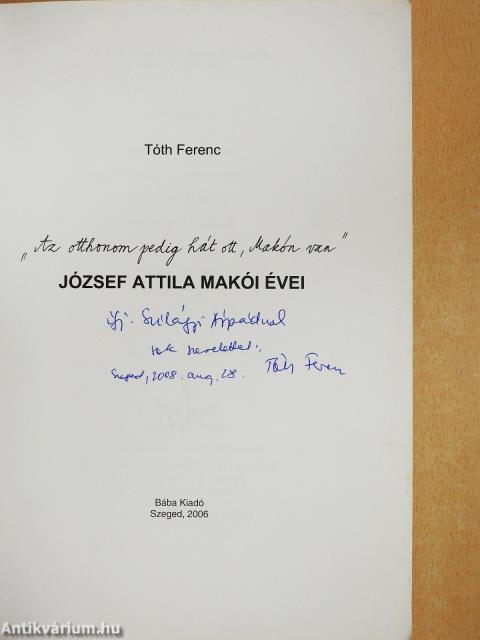 Tóth Ferenc
„Az otthonom pedig hát ott, Makón van”
JÓZSEF ATTILA MAKÓI ÉVEI
ifj. Szilágyi Árpádnak
sok szeretettel:
Szeged, 2008. aug. 28. Tóth Ferenc
Bába Kiadó
Szeged, 2006
Antikvárium.hu